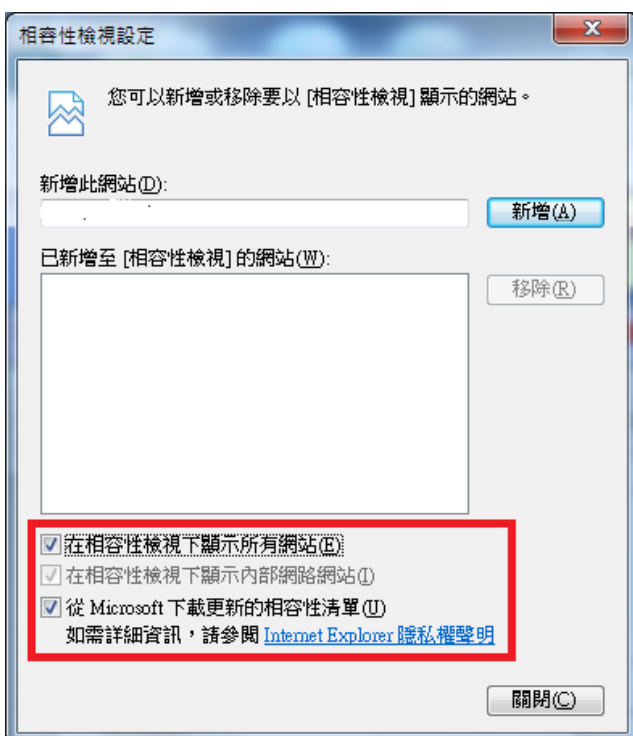 相容性檢視設定
您可以新增或移除要以 [相容性檢視] 顯示的網站。
新增此網站(D):
新增(A)
已新增至 [相容性檢視] 的網站(W):
移除(R)
在相容性檢視下顯示所有網站(E)
在相容性檢視下顯示內部網路網站(I)
從 Microsoft 下載更新的相容性清單(U)
如需詳細資訊，請參閱 Internet Explorer 隱私權聲明
關閉(C)